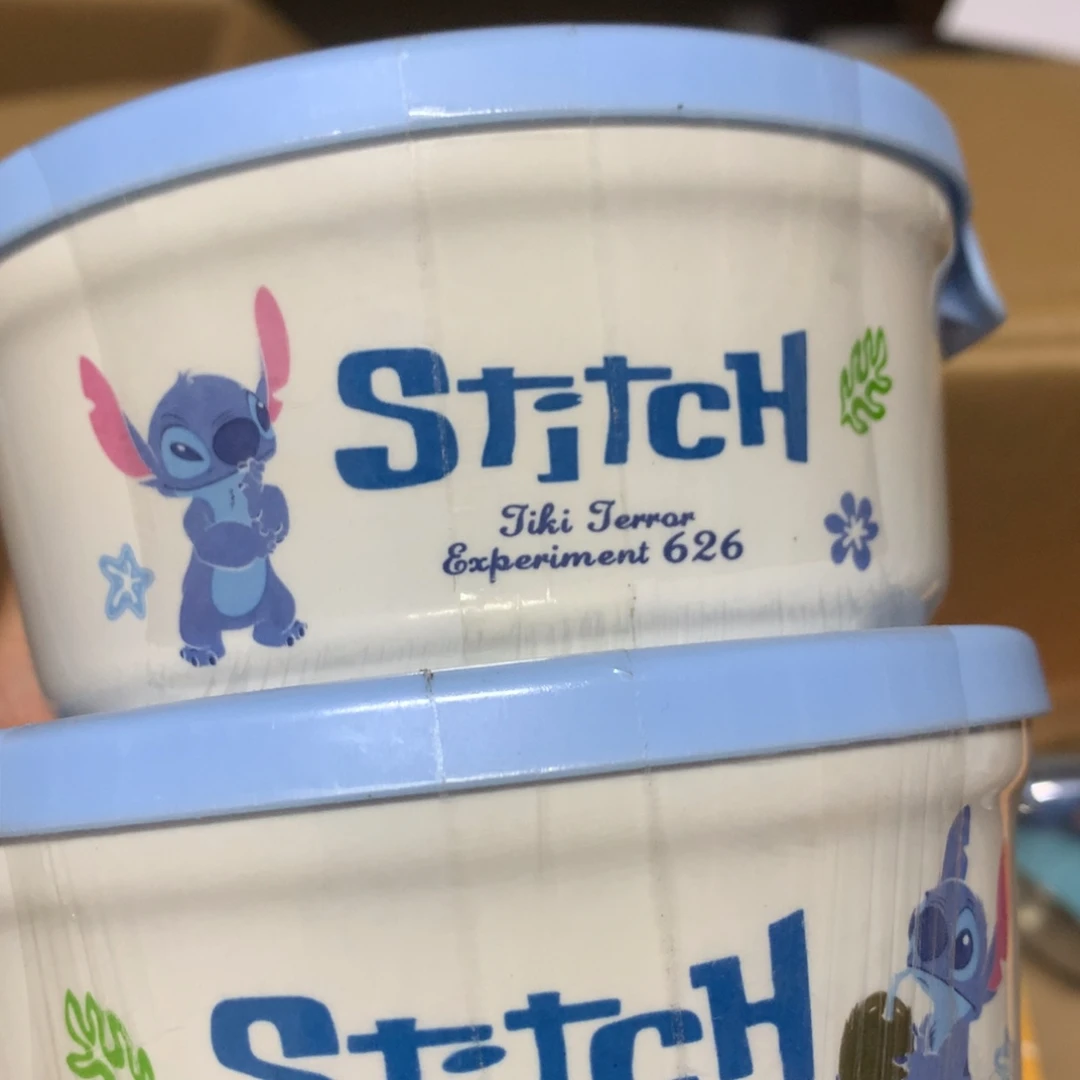 Stitch
Tiki Terror
Experiment 626
Stitch